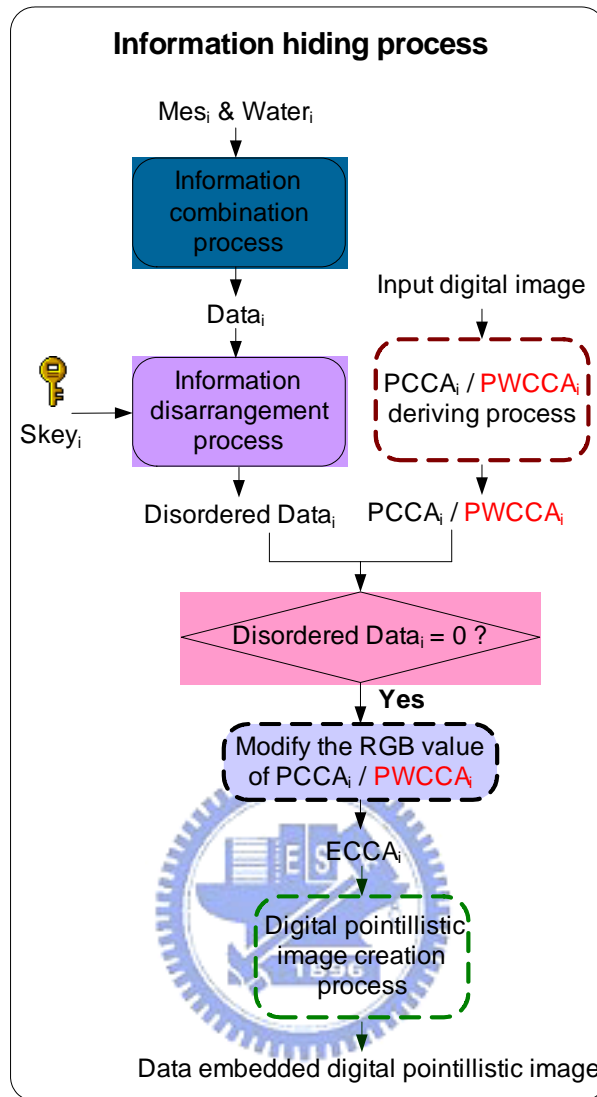 Information hiding process
Mesᵢ & Waterᵢ
Information
combination
process
Dataᵢ
Input digital image
Skeyᵢ
Information
disarrangement
process
PCCAᵢ / PWCCAᵢ
deriving process
Disordered Dataᵢ
PCCAᵢ / PWCCAᵢ
Disordered Dataᵢ = 0 ?
Yes
Modify the RGB value
of PCCAᵢ / PWCCAᵢ
ECCAᵢ
E S
Digital pointillistic
image creation
process
1896
Data embedded digital pointillistic image